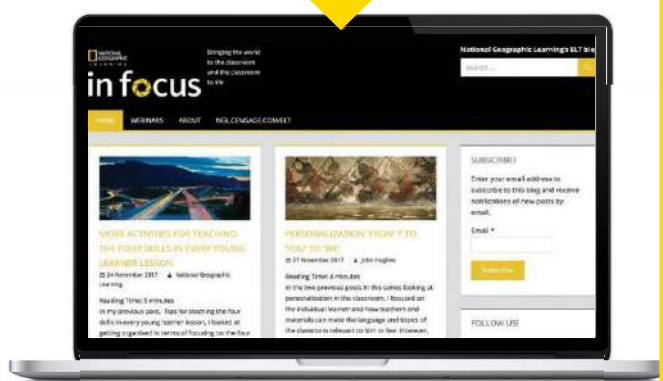 NATIONAL
GEOGRAPHIC
LEARNING
in focus
Bringing the world
to the classroom
and the classroom
to life
National Geographic Learning's ELT blog
Search ...
HOME WEBINARS ABOUT NGL.CENGAGE.COM/ELT
MORE ACTIVITIES FOR TEACHING
THE FOUR SKILLS IN EVERY YOUNG
LEARNER LESSON
24 November 2017 National Geographic
Learning
Reading Time: 5 minutes
In my previous post, Tips for teaching the four
skills in every young learner lesson, I looked at
getting organised in terms of focusing on the four
PERSONALIZATION: FROM 'I' TO
'YOU' TO 'WE'
21 November 2017 John Hughes
Reading Time: 4 minutes
In the two previous posts in this series looking at
personalization in the classroom, I focused on
the individual learner and how teachers and
materials can make the language and topics of
the classroom relevant to him or her. However,
SUBSCRIBE!
Enter your email address to
subscribe to this blog and receive
notifications of new posts by
email.
Email *
Subscribe
FOLLOW US!